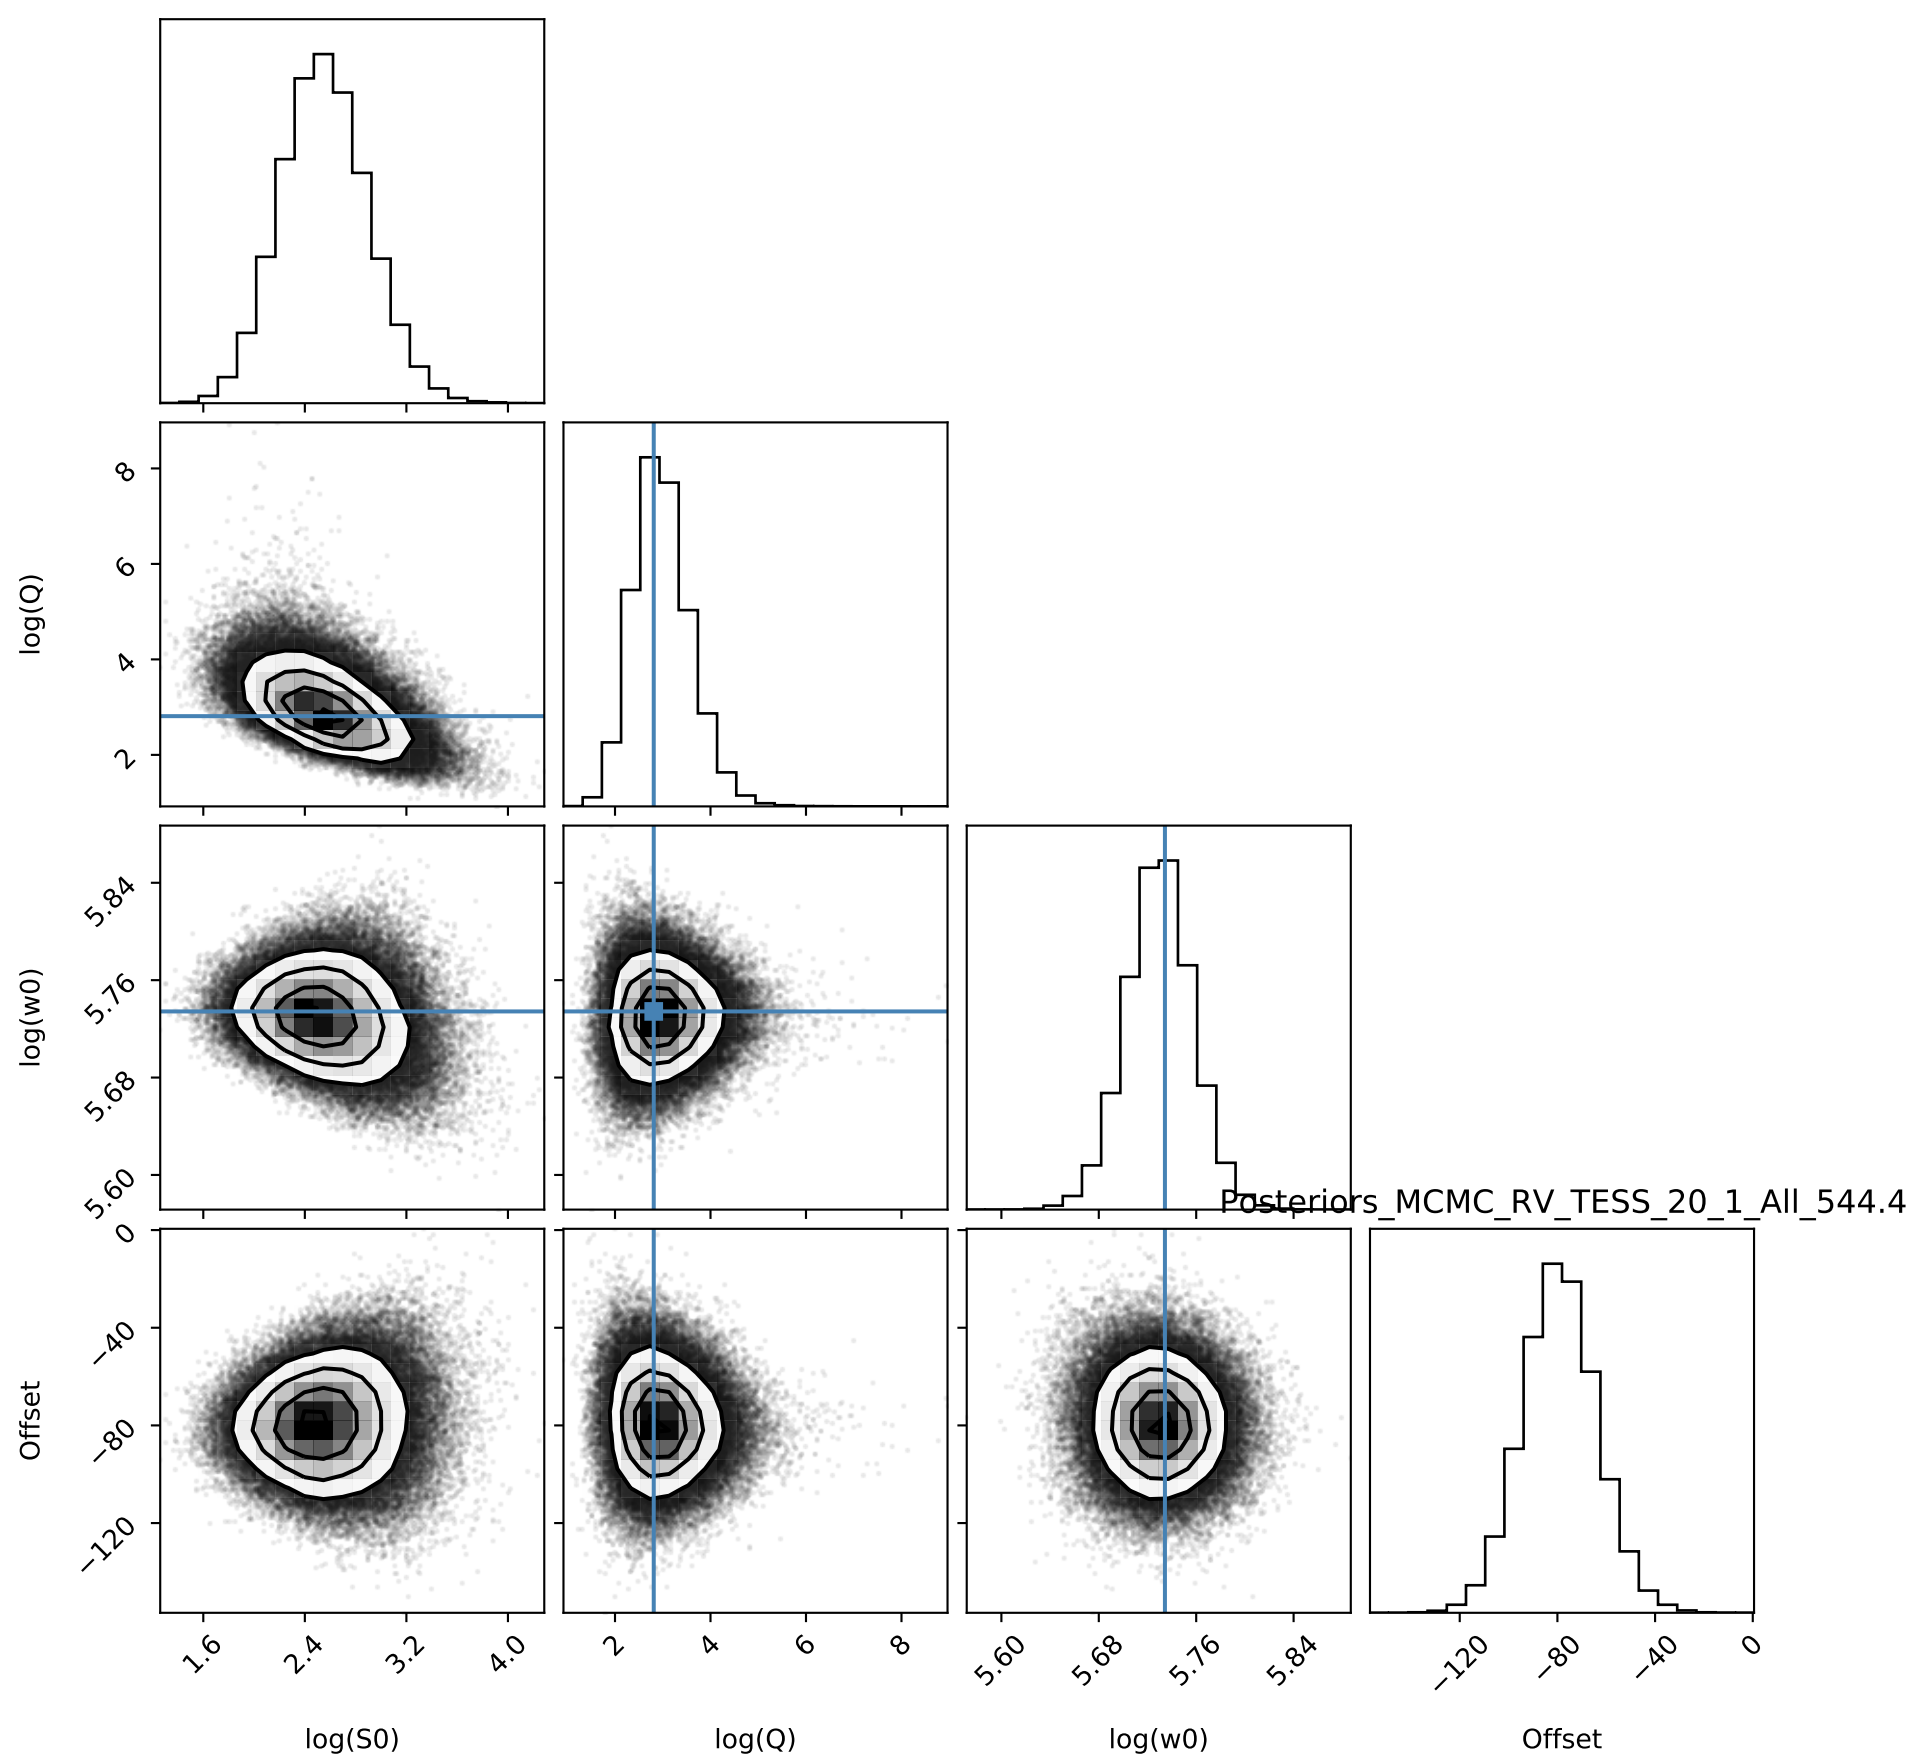 8
6
4
2
log(Q)
5.84
5.76
5.68
5.60
log(w0)
Posteriors_MCMC_RV_TESS_20_1_All_544.4
0
−40
−80
−120
Offset
1.6 2.4 3.2 4.0
2 4 6 8
5.60 5.68 5.76 5.84
−120 −80 −40 0
log(S0) log(Q) log(w0) Offset